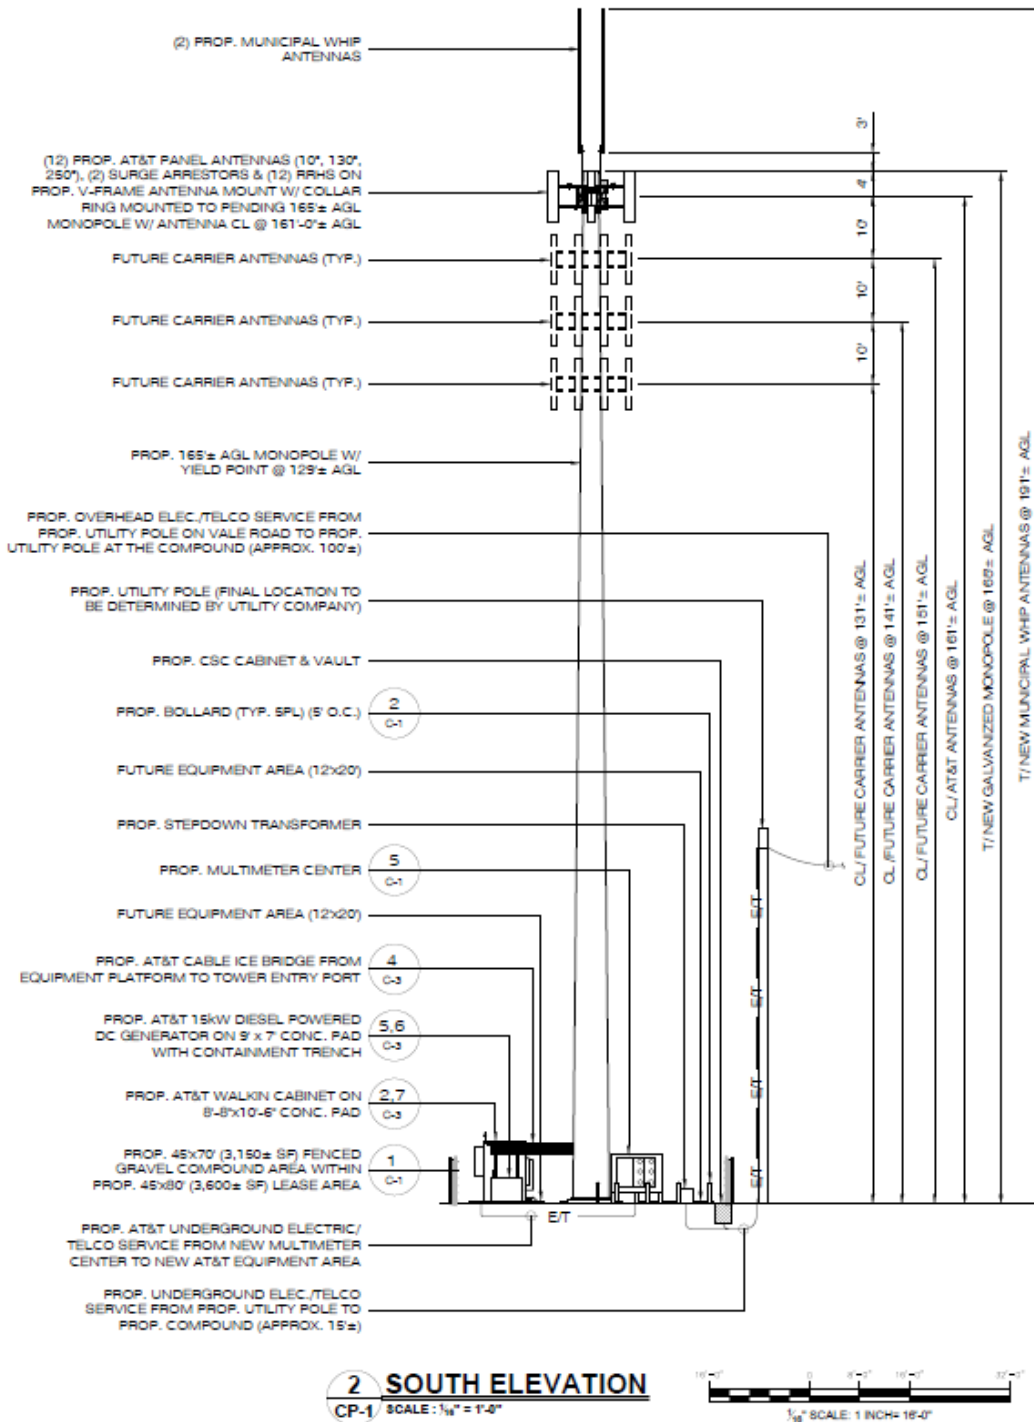 (2) PROP. MUNICIPAL WHIP
ANTENNAS
(12) PROP. AT&T PANEL ANTENNAS (10°, 130°,
250°), (2) SURGE ARRESTORS & (12) RRHS ON
PROP. V-FRAME ANTENNA MOUNT W/ COLLAR
RING MOUNTED TO PENDING 165'± AGL
MONOPOLE W/ ANTENNA CL @ 161'-0"± AGL
FUTURE CARRIER ANTENNAS (TYP.)
FUTURE CARRIER ANTENNAS (TYP.)
FUTURE CARRIER ANTENNAS (TYP.)
PROP. 165'± AGL MONOPOLE W/
YIELD POINT @ 129'± AGL
PROP. OVERHEAD ELEC./TELCO SERVICE FROM
PROP. UTILITY POLE ON VALE ROAD TO PROP.
UTILITY POLE AT THE COMPOUND (APPROX. 100'±)
PROP. UTILITY POLE (FINAL LOCATION TO
BE DETERMINED BY UTILITY COMPANY)
PROP. CSC CABINET & VAULT
PROP. BOLLARD (TYP. 5PL) (5' O.C.)
2
C-1
FUTURE EQUIPMENT AREA (12'x20')
PROP. STEPDOWN TRANSFORMER
PROP. MULTIMETER CENTER
5
C-1
FUTURE EQUIPMENT AREA (12'x20')
PROP. AT&T CABLE ICE BRIDGE FROM
EQUIPMENT PLATFORM TO TOWER ENTRY PORT
4
C-3
PROP. AT&T 15kW DIESEL POWERED
DC GENERATOR ON 9' x 7' CONC. PAD
WITH CONTAINMENT TRENCH
5,6
C-3
PROP. AT&T WALKIN CABINET ON
8'-8"x10'-6" CONC. PAD
2,7
C-3
PROP. 45'x70' (3,150± SF) FENCED
GRAVEL COMPOUND AREA WITHIN
PROP. 45'x80' (3,600± SF) LEASE AREA
1
C-1
PROP. AT&T UNDERGROUND ELECTRIC/
TELCO SERVICE FROM NEW MULTIMETER
CENTER TO NEW AT&T EQUIPMENT AREA
PROP. UNDERGROUND ELEC./TELCO
SERVICE FROM PROP. UTILITY POLE TO
PROP. COMPOUND (APPROX. 15'±)
E/T
E/T
E/T
E/T
E/T
3'
4'
10'
10'
10'
CL/ FUTURE CARRIER ANTENNAS @ 131'± AGL
CL /FUTURE CARRIER ANTENNAS @ 141'± AGL
CL/ FUTURE CARRIER ANTENNAS @ 151'± AGL
CL/ AT&T ANTENNAS @ 161'± AGL
T/ NEW GALVANIZED MONOPOLE @ 165'± AGL
T/ NEW MUNICIPAL WHIP ANTENNAS @ 191'± AGL
2
CP-1
SOUTH ELEVATION
SCALE : 1/16" = 1'-0"
16'-0" 0 8'-0" 16'-0" 32'-0"
1/16" SCALE: 1 INCH= 16'-0"